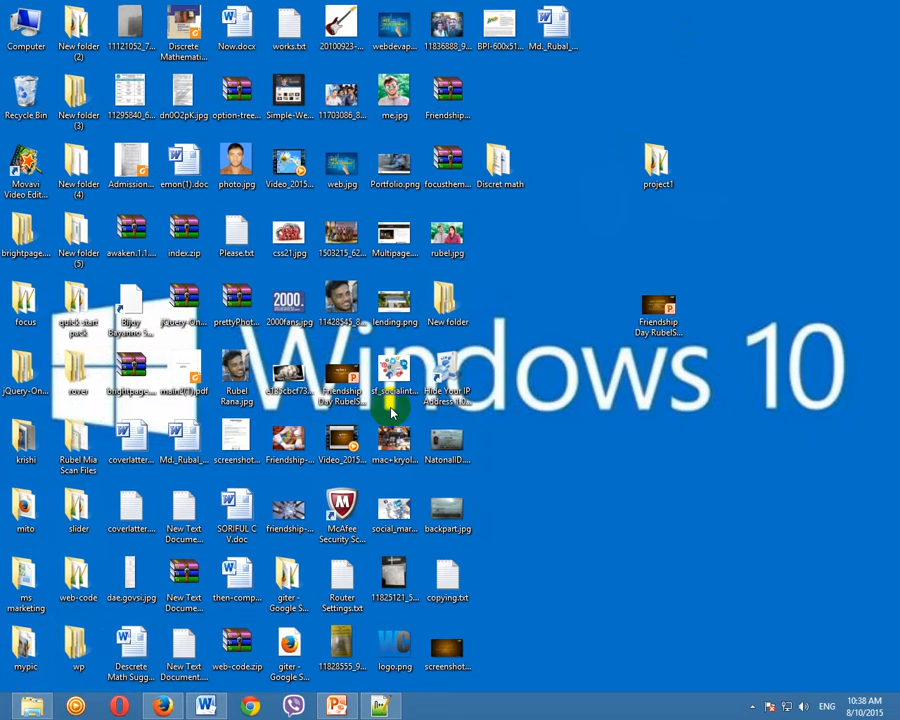 Computer
New folder (2)
11121052_7...
Discrete Mathemati...
Now.docx
works.txt
20100923-...
webdevap...
11836888_9...
BPI-600x51...
Md._Rubal_...
Recycle Bin
New folder (3)
11295840_6...
dn0O2pK.jpg
option-tree...
Simple-We...
11703086_8...
me.jpg
Friendship...
Movavi Video Edit...
New folder (4)
Admission...
emon(1).doc
photo.jpg
Video_2015...
web.jpg
Portfolio.png
focusthem...
Discret math
project1
brightpage....
New folder (5)
awaken.1.1....
index.zip
Please.txt
css21.jpg
1503215_62...
Multipage....
rubel.jpg
focus
quick start pack
Bijoy Bayanno 5...
jQuery-On...
prettyPhot...
2000fans.jpg
11428545_8...
lending.png
New folder
Friendship Day RubelS...
Windows 10
jQuery-On...
rover
brightpage....
main2(1).pdf
Rubel Rana.jpg
Friendship Day RubelS...
sf_socialint...
Hide Your IP
krishi
Rubel Mia Scan Files
coverlatter...
Md._Rubal_...
screenshot...
Friendship-...
Video_2015...
mac+kryol...
NatonalID....
mito
slider
coverlatter....
New Text Docume...
SORIFUL C V.doc
friendship-...
McAfee Security Sc...
social_mar...
backpart.jpg
ms marketing
web-code
dae.govsi.jpg
New Text Docume...
then-comp...
giter - Google S...
Router Settings.txt
11825121_5...
copying.txt
mypic
wp
Descrete Math Sugg...
New Text Document....
web-code.zip
giter - Google S...
11828555_9...
logo.png
screenshot...
ENG
10:38 AM
8/10/2015